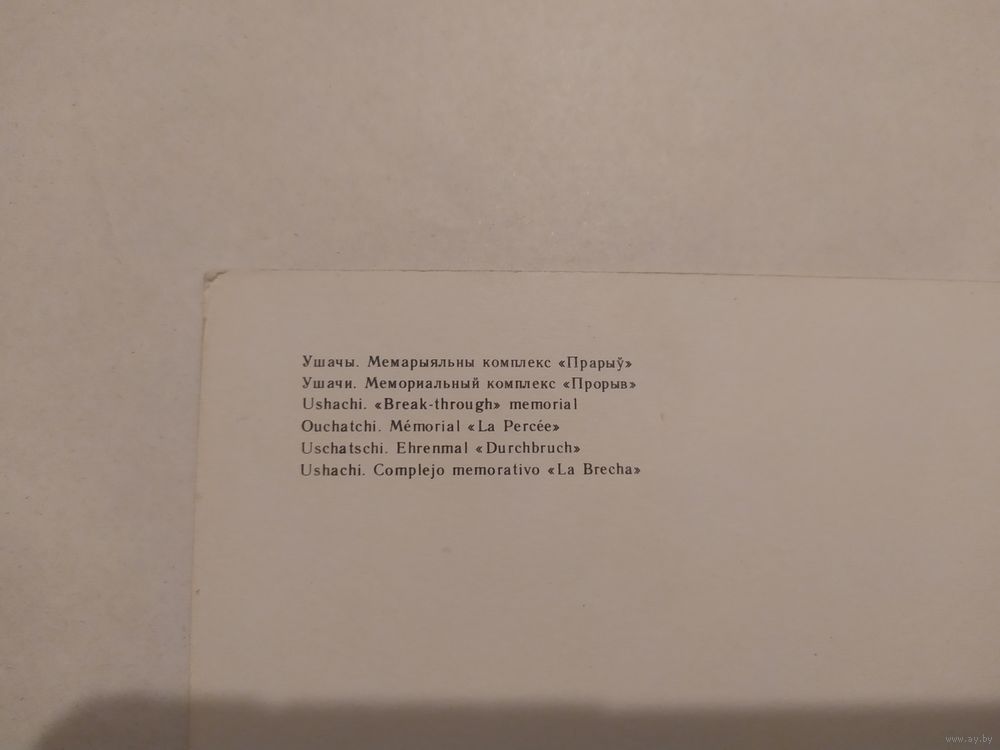 Ушачы. Мемарыяльны комплекс «Прарыў»
Ушачи. Мемориальный комплекс «Прорыв»
Ushachi. «Break-through» memorial
Ouchatchi. Mémorial «La Percée»
Uschatschi. Ehrenmal «Durchbruch»
Ushachi. Complejo memorativo «La Brecha»
www.ay.by